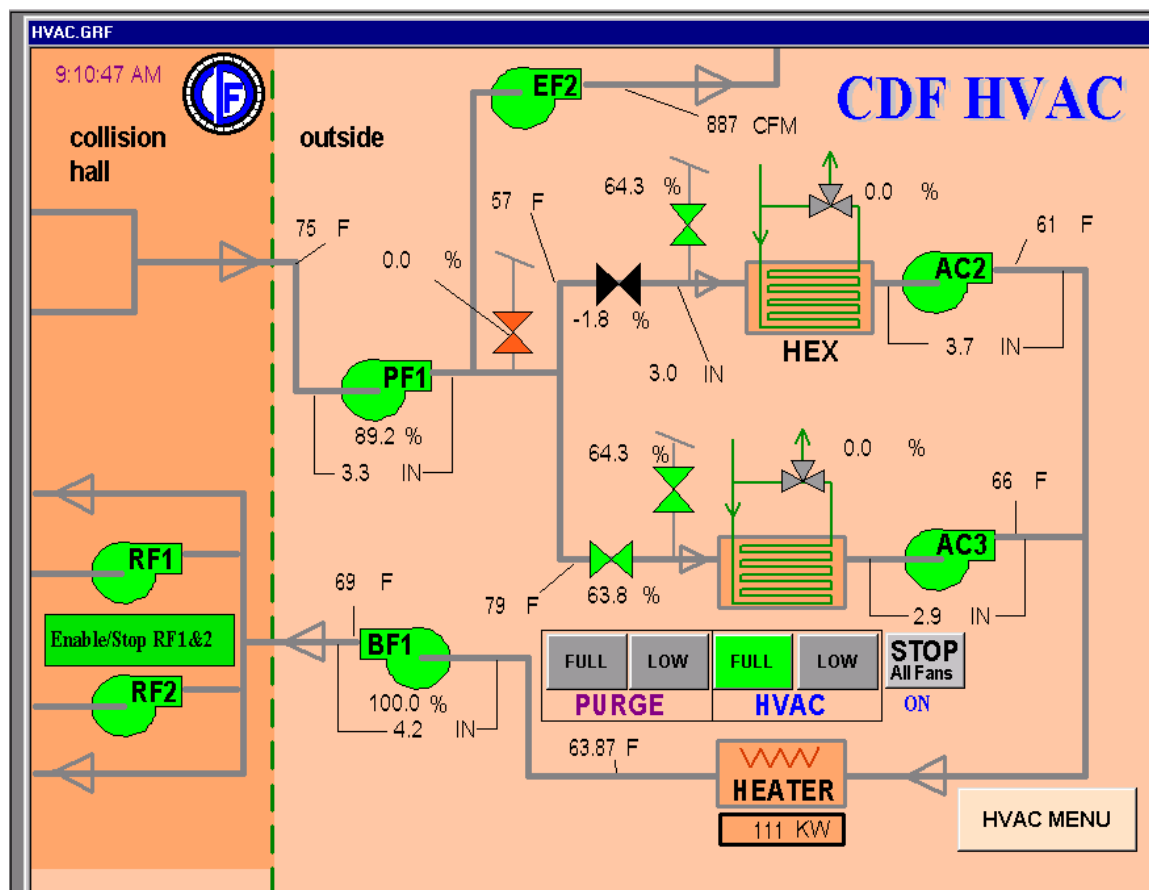 HVAC.GRF
9:10:47 AM
CDF HVAC
EF2
887 CFM
collision
hall
outside
64.3 %
0.0 %
57 F
75 F
61 F
0.0 %
AC2
-1.8 %
HEX
3.7 IN
3.0 IN
PF1
89.2 %
3.3 IN
64.3 %
0.0 %
66 F
RF1
AC3
69 F
79 F
63.8 %
2.9 IN
Enable/Stop RF1&2
BF1
FULL
LOW
FULL
LOW
STOP
All Fans
RF2
100.0 %
PURGE
HVAC
ON
4.2 IN
63.87 F
HEATER
111 KW
HVAC MENU